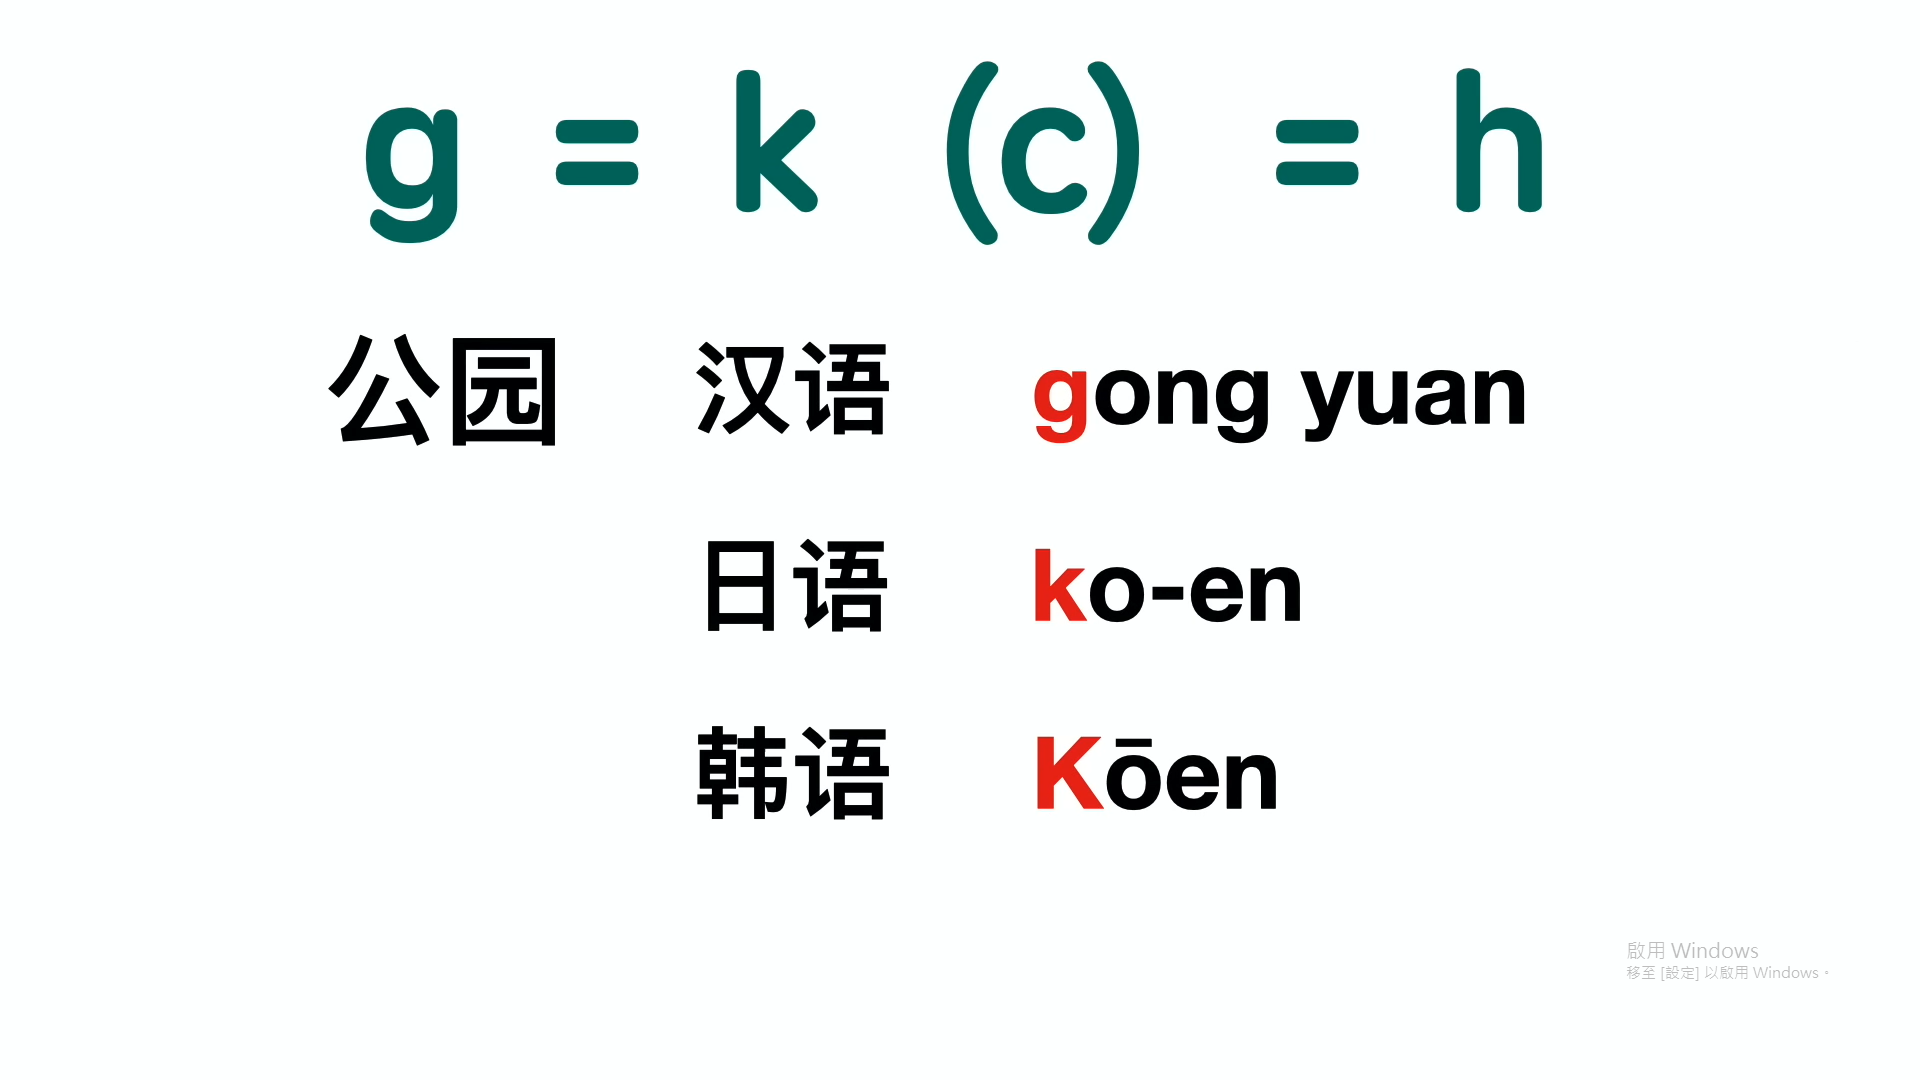 g = k (c) = h
公园 汉语 gong yuan
日语 ko-en
韩语 Kōen
啟用 Windows
移至 [設定] 以啟用 Windows。